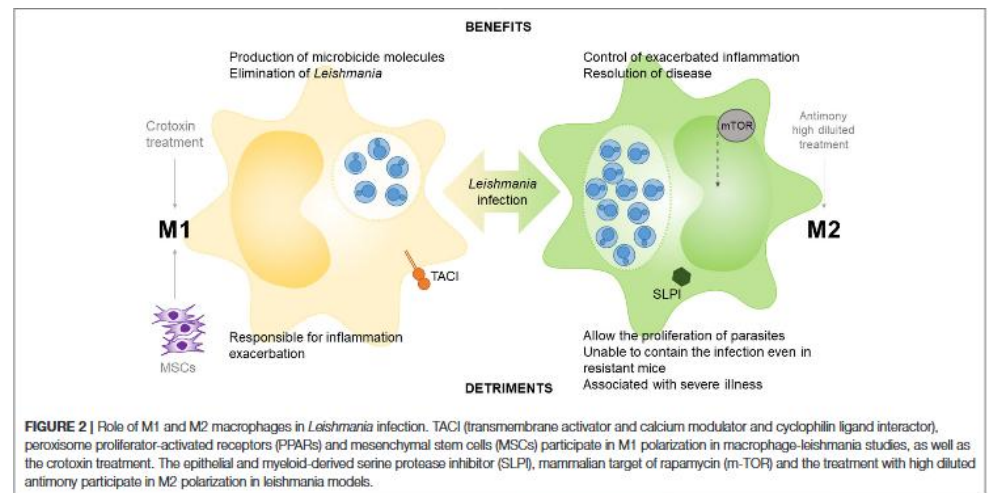 BENEFITS
Production of microbicide molecules
Elimination of Leishmania
Control of exacerbated inflammation
Resolution of disease
Crotoxin
treatment
mTOR
Antimony
high diluted
treatment
Leishmania
infection
M1
M2
TACI
SLPI
MSCs
Responsible for inflammation
exacerbation
Allow the proliferation of parasites
Unable to contain the infection even in
resistant mice
Associated with severe illness
DETRIMENTS
FIGURE 2 | Role of M1 and M2 macrophages in Leishmania infection. TACI (transmembrane activator and calcium modulator and cyclophilin ligand interactor),
peroxisome proliferator-activated receptors (PPARs) and mesenchymal stem cells (MSCs) participate in M1 polarization in macrophage-leishmania studies, as well as
the crotoxin treatment. The epithelial and myeloid-derived serine protease inhibitor (SLPI), mammalian target of rapamycin (m-TOR) and the treatment with high diluted
antimony participate in M2 polarization in leishmania models.